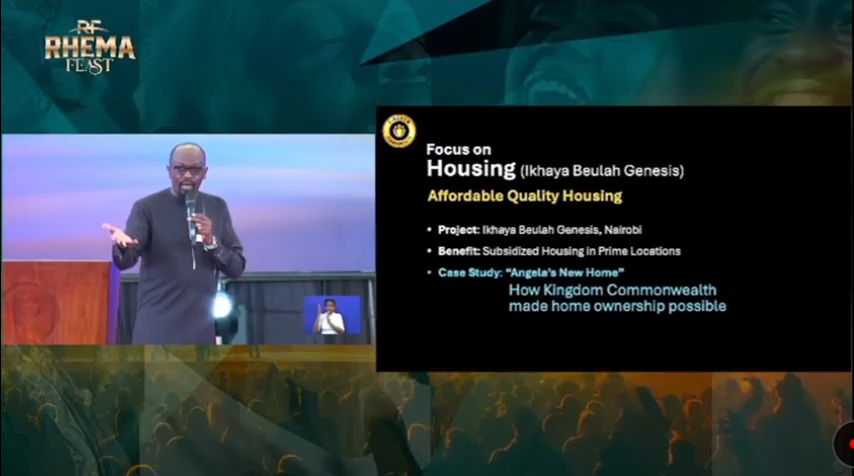 RF
RHEMA
FEAST
Focus on
Housing (Ikhaya Beulah Genesis)
Affordable Quality Housing
• Project: Ikhaya Beulah Genesis, Nairobi
• Benefit: Subsidized Housing in Prime Locations
• Case Study: "Angela's New Home"
How Kingdom Commonwealth
made home ownership possible